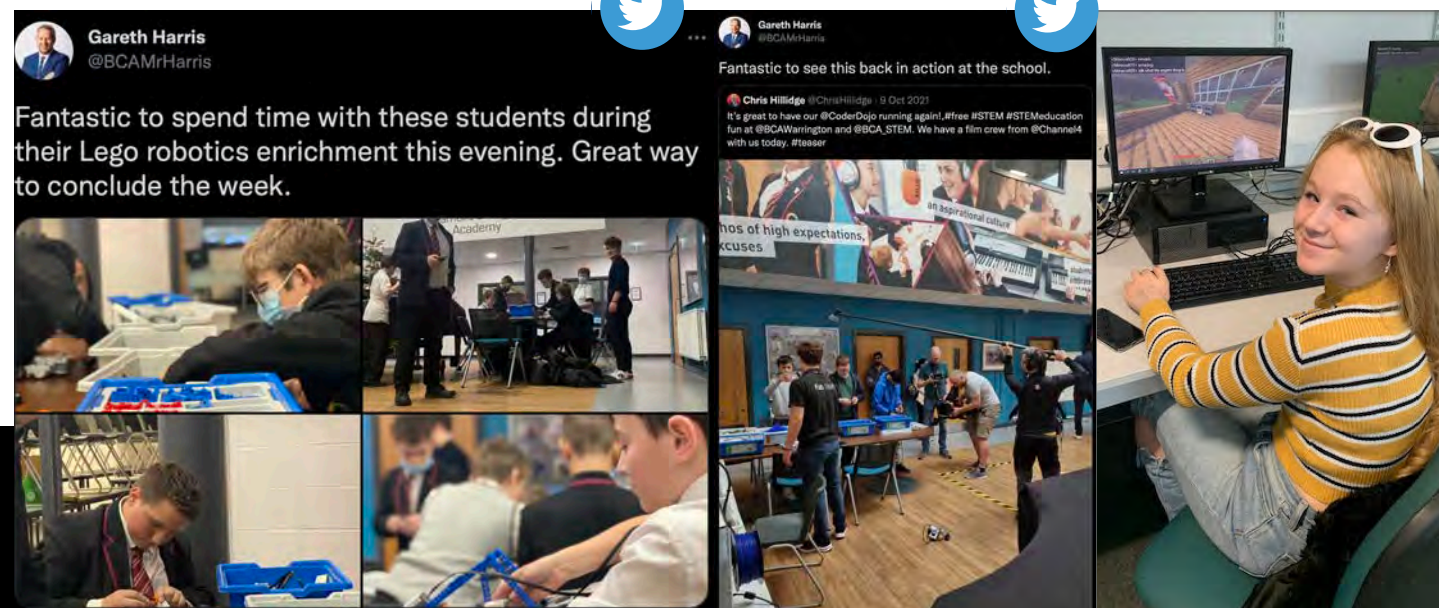 Gareth Harris
@BCAMrHarris
Fantastic to spend time with these students during
their Lego robotics enrichment this evening. Great way
to conclude the week.
Academy
Gareth Harris
@BCAMrHarris
Fantastic to see this back in action at the school.
Chris Hillidge @ChrisHillidge · 9 Oct 2021
It's great to have our @CoderDojo running again!,#free #STEM #STEMeducation
fun at @BCAWarrington and @BCA_STEM. We have a film crew from @Channel4
with us today. #teaser
an aspirational culture
hos of high expectations,
xcuses